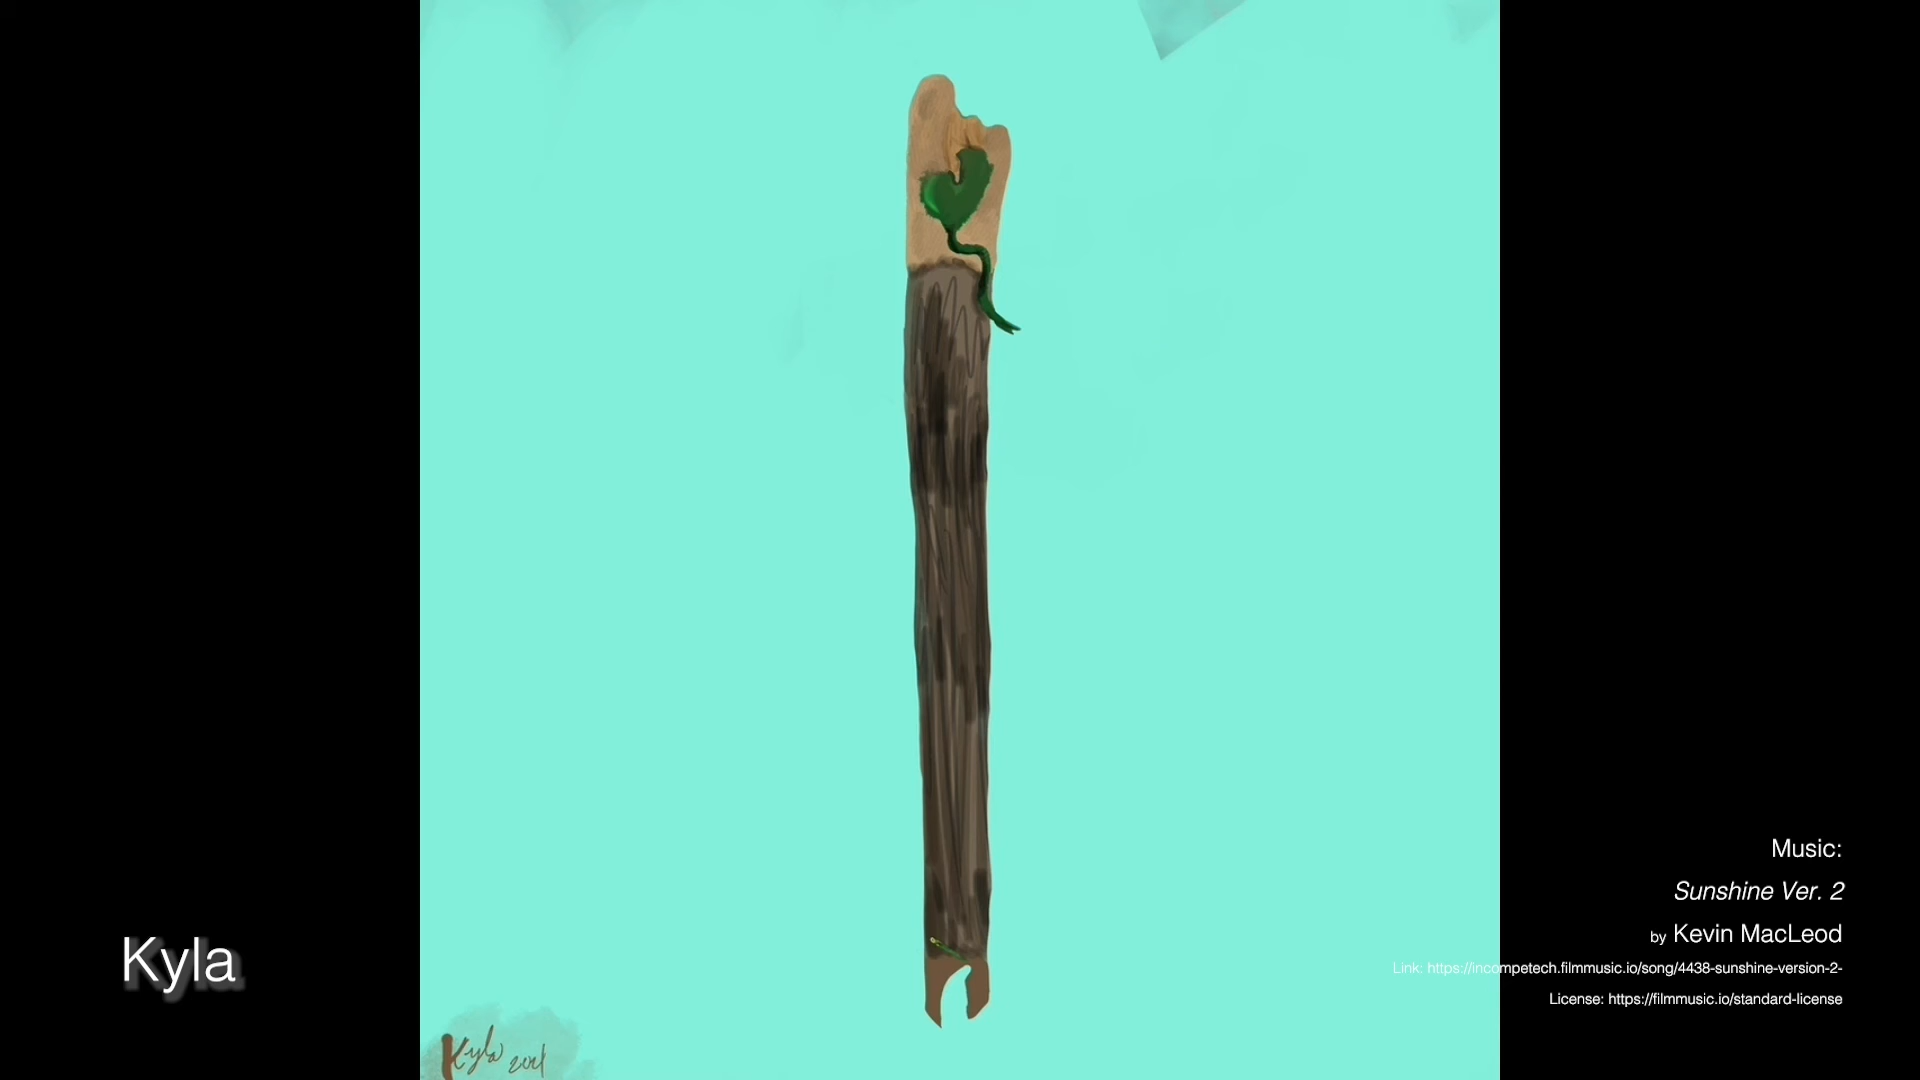 Kyla
Kyla 2021
Music:
Sunshine Ver. 2
by Kevin MacLeod
Link: https://incompetech.filmmusic.io/song/4438-sunshine-version-2-
License: https://filmmusic.io/standard-license